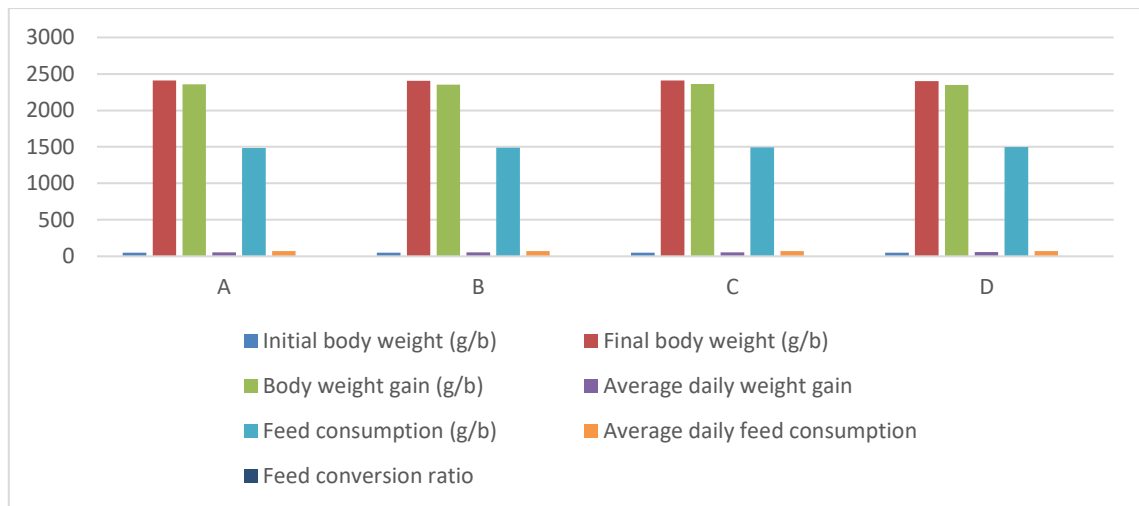 3000
2500
2000
1500
1000
500
0
A B C D
Initial body weight (g/b) Final body weight (g/b)
Body weight gain (g/b) Average daily weight gain
Feed consumption (g/b) Average daily feed consumption
Feed conversion ratio